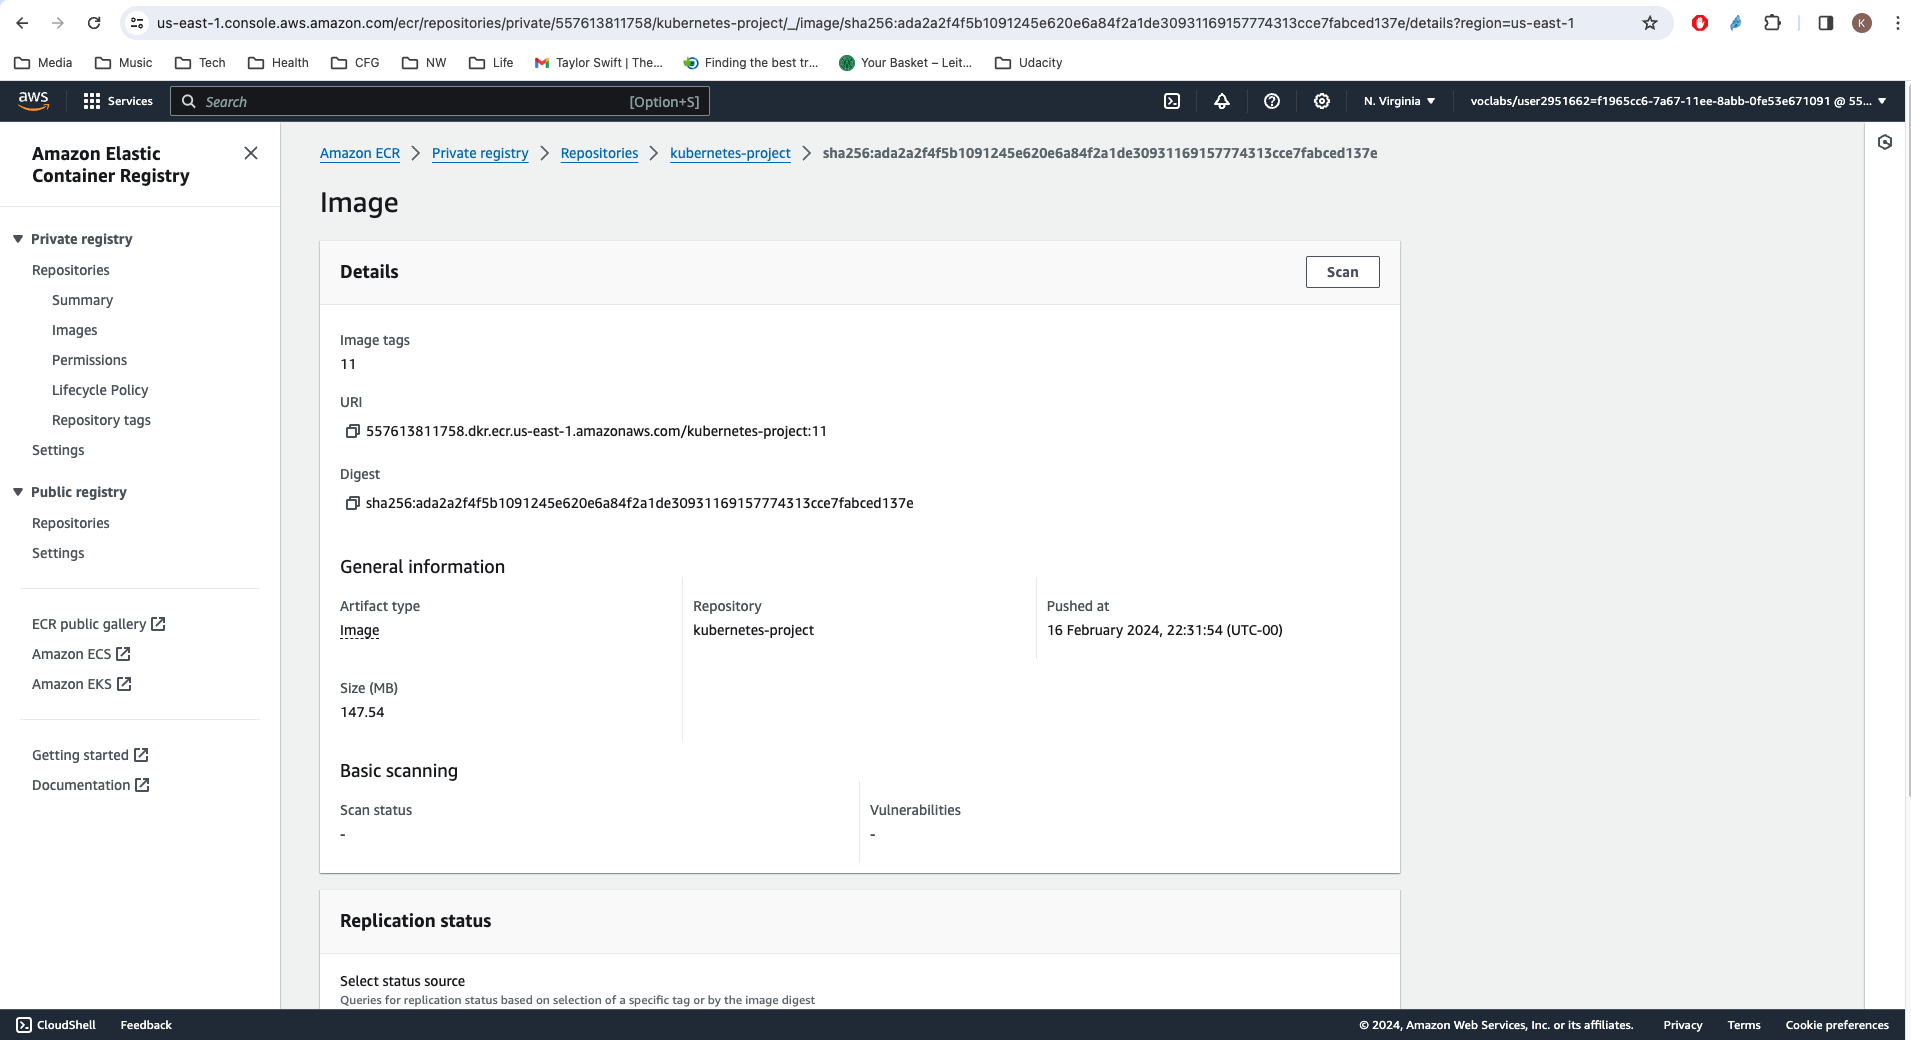 us-east-1.console.aws.amazon.com/ecr/repositories/private/557613811758/kubernetes-project/_/image/sha256:ada2a2f4f5b1091245e620e6a84f2a1de30931169157774313cce7fabced137e/details?region=us-east-1
K
Media Music Tech Health CFG NW Life Taylor Swift | The... Finding the best tr... Your Basket – Leit... Udacity
aws Services Search [Option+S] N. Virginia voclabs/user2951662=f1965cc6-7a67-11ee-8abb-0fe53e671091 @ 55...
Amazon Elastic
Container Registry
Private registry
Repositories
Summary
Images
Permissions
Lifecycle Policy
Repository tags
Settings
Public registry
Repositories
Settings
ECR public gallery
Amazon ECS
Amazon EKS
Getting started
Documentation
Amazon ECR Private registry Repositories kubernetes-project sha256:ada2a2f4f5b1091245e620e6a84f2a1de30931169157774313cce7fabced137e
Image
Details
Scan
Image tags
11
URI
557613811758.dkr.ecr.us-east-1.amazonaws.com/kubernetes-project:11
Digest
sha256:ada2a2f4f5b1091245e620e6a84f2a1de30931169157774313cce7fabced137e
General information
Artifact type
Image
Repository
kubernetes-project
Pushed at
16 February 2024, 22:31:54 (UTC-00)
Size (MB)
147.54
Basic scanning
Scan status
-
Vulnerabilities
-
Replication status
Select status source
Queries for replication status based on selection of a specific tag or by the image digest
CloudShell Feedback © 2024, Amazon Web Services, Inc. or its affiliates. Privacy Terms Cookie preferences